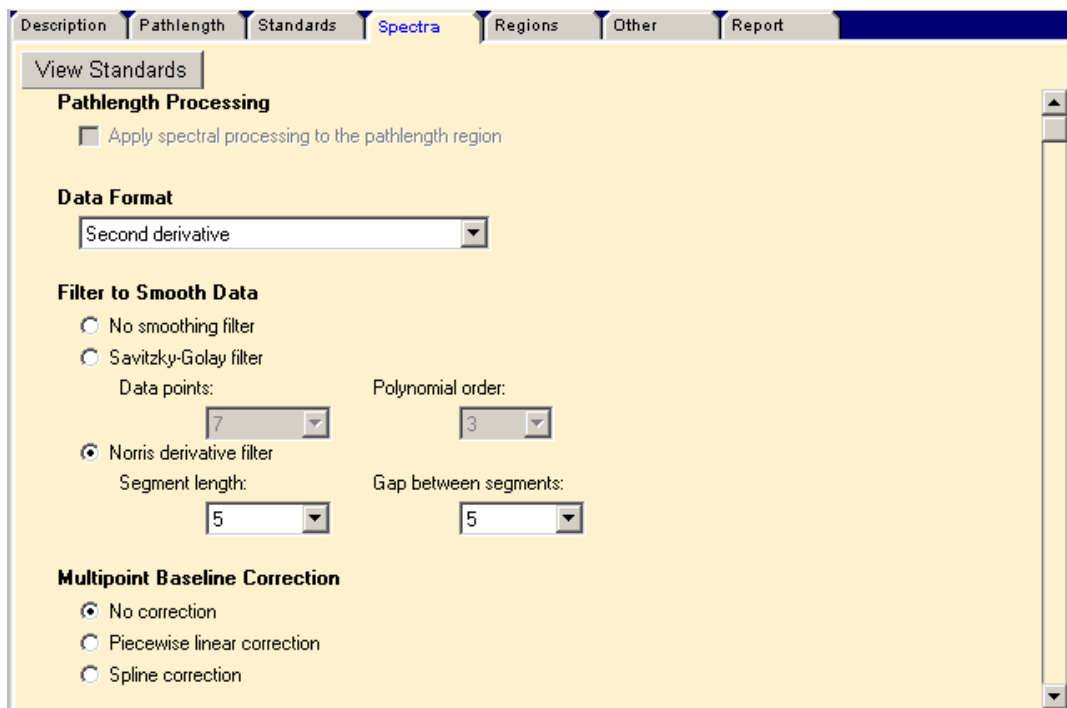 Description Pathlength Standards Spectra Regions Other Report
View Standards
Pathlength Processing
Apply spectral processing to the pathlength region
Data Format
Second derivative
Filter to Smooth Data
No smoothing filter
Savitzky-Golay filter
Data points: Polynomial order:
7 3
Norris derivative filter
Segment length: Gap between segments:
5 5
Multipoint Baseline Correction
No correction
Piecewise linear correction
Spline correction